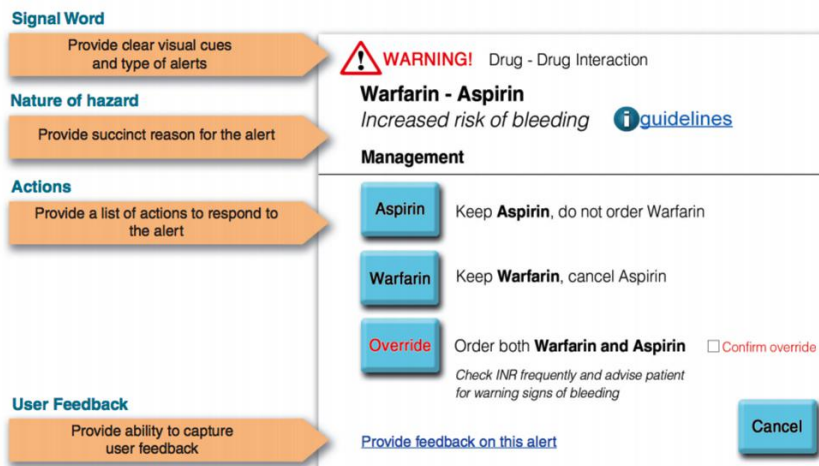 Signal Word
Provide clear visual cues
and type of alerts
Nature of hazard
Provide succinct reason for the alert
Actions
Provide a list of actions to respond to
the alert
User Feedback
Provide ability to capture
user feedback
WARNING! Drug - Drug Interaction
Warfarin - Aspirin
Increased risk of bleeding i guidelines
Management
Aspirin Keep Aspirin, do not order Warfarin
Warfarin Keep Warfarin, cancel Aspirin
Override Order both Warfarin and Aspirin Confirm override
Check INR frequently and advise patient
for warning signs of bleeding
Cancel
Provide feedback on this alert